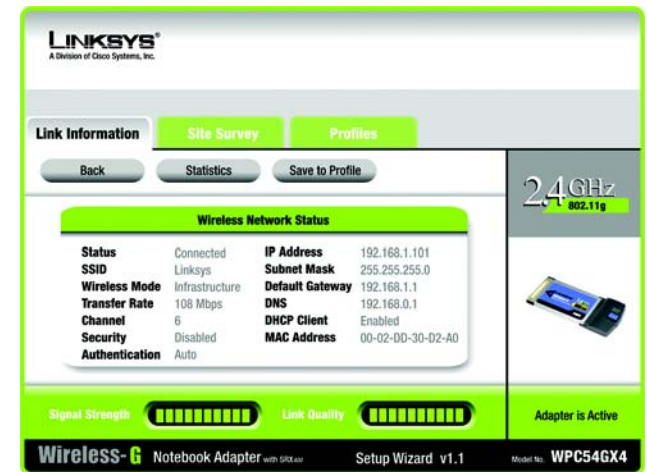 LINKSYS®
A Division of Cisco Systems, Inc.
Link Information Site Survey Profiles
Back Statistics Save to Profile
2,4GHz
802.11g
Wireless Network Status
Status Connected IP Address 192.168.1.101
SSID Linksys Subnet Mask 255.255.255.0
Wireless Mode Infrastructure Default Gateway 192.168.1.1
Transfer Rate 108 Mbps DNS 192.168.0.1
Channel 6 DHCP Client Enabled
Security Disabled MAC Address 00-02-DD-30-D2-A0
Authentication Auto
Signal Strength Link Quality Adapter is Active
Wireless-G Notebook Adapter with SRX400 Setup Wizard v1.1 Model No. WPC54GX4